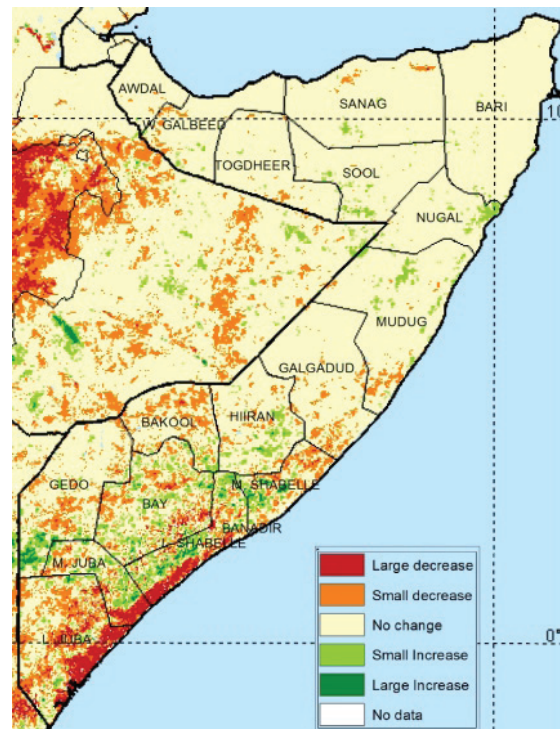 AWDAL
SANAG
BARI
10
W. GALBEED
TOGDHEER
SOOL
NUGAL
MUDUG
GALGADUD
BAKOOL
HIIRAN
GEDO
BAY
M. SHABELLE
BANADIR
L. SHABELLE
M. JUBA
L. JUBA
0°
Large decrease
Small decrease
No change
Small Increase
Large Increase
No data